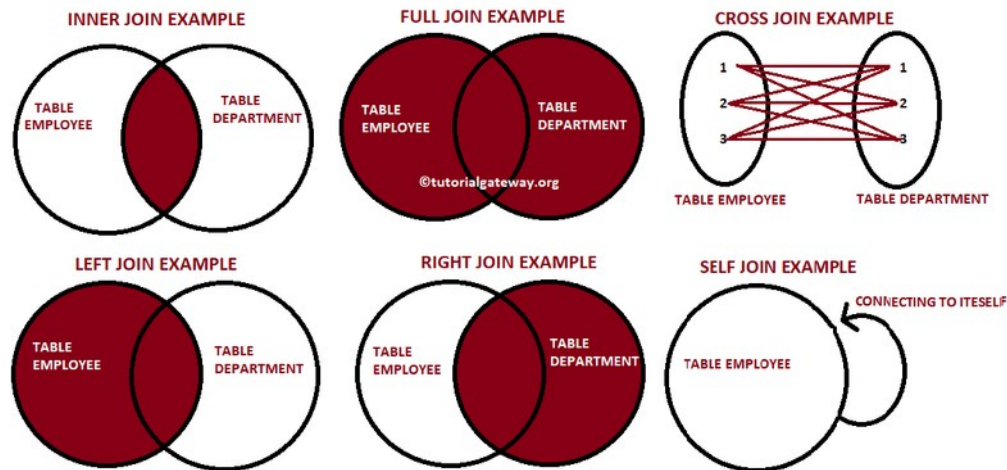 INNER JOIN EXAMPLE
TABLE
EMPLOYEE
TABLE
DEPARTMENT
FULL JOIN EXAMPLE
TABLE
EMPLOYEE
TABLE
DEPARTMENT
©tutorialgateway.org
CROSS JOIN EXAMPLE
1 1
2 2
3 3
TABLE EMPLOYEE TABLE DEPARTMENT
LEFT JOIN EXAMPLE
TABLE
EMPLOYEE
TABLE
DEPARTMENT
RIGHT JOIN EXAMPLE
TABLE
EMPLOYEE
TABLE
DEPARTMENT
SELF JOIN EXAMPLE
CONNECTING TO ITESELF
TABLE EMPLOYEE